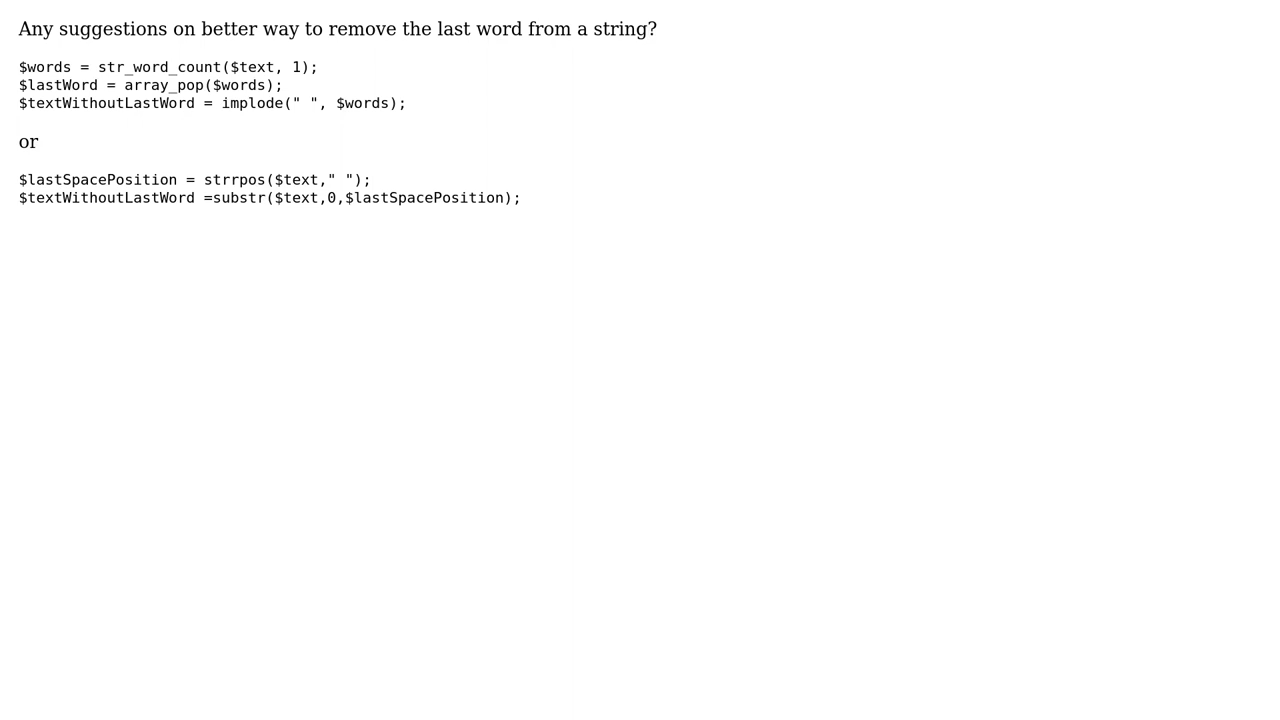 Any suggestions on better way to remove the last word from a string?
$words = str_word_count($text, 1);
$lastWord = array_pop($words);
$textWithoutLastWord = implode(" ", $words);
or
$lastSpacePosition = strrpos($text," ");
$textWithoutLastWord =substr($text,0,$lastSpacePosition);